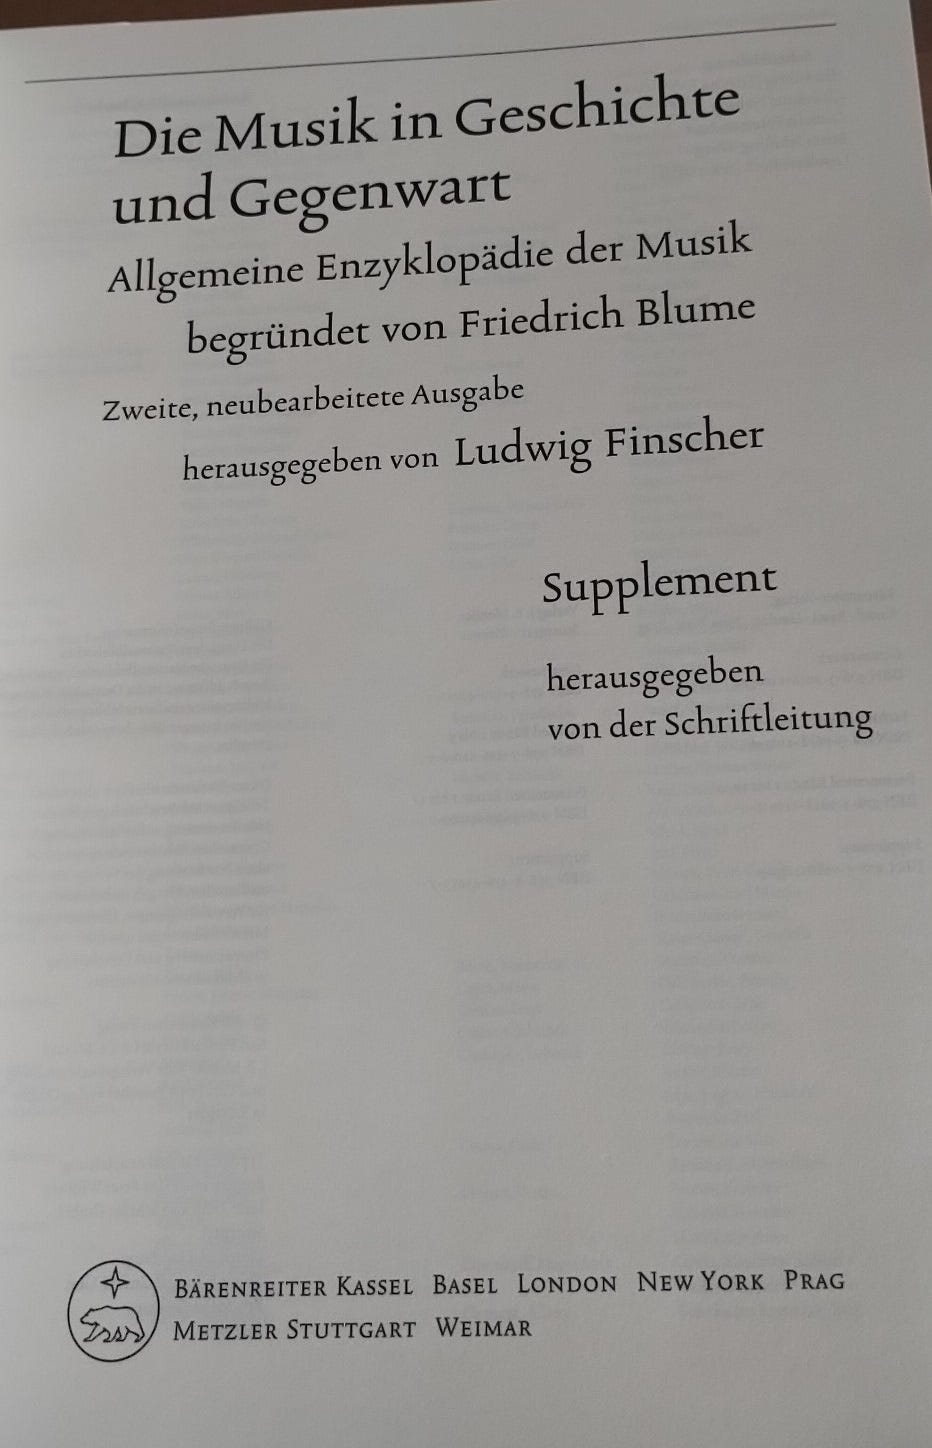 Die Musik in Geschichte
und Gegenwart
Allgemeine Enzyklopädie der Musik
begründet von Friedrich Blume
Zweite, neubearbeitete Ausgabe
herausgegeben von Ludwig Finscher
Supplement
herausgegeben
von der Schriftleitung
Bärenreiter Kassel Basel London New York Prag
Metzler Stuttgart Weimar